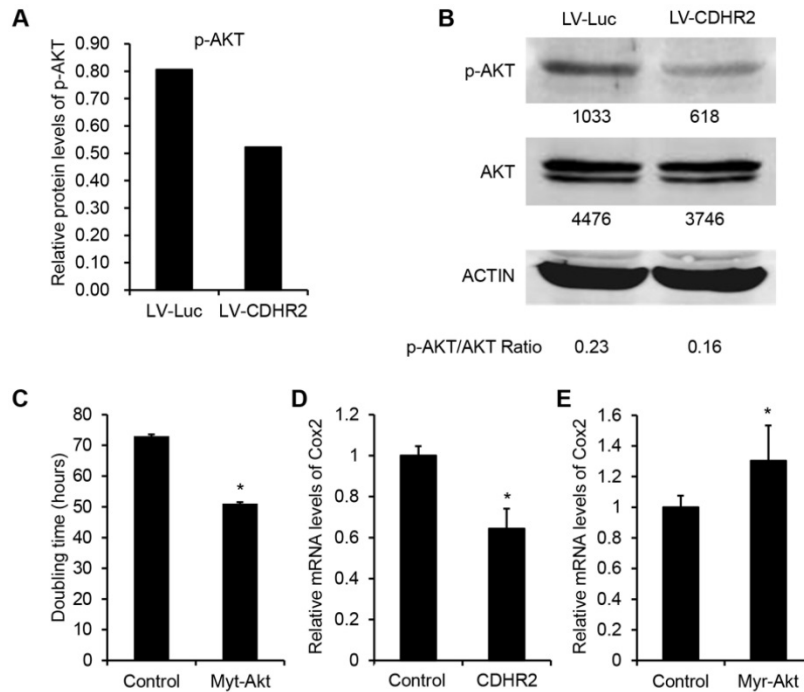 A
p-AKT
Relative protein levels of p-AKT
0.90
0.80
0.70
0.60
0.50
0.40
0.30
0.20
0.10
0.00
LV-Luc LV-CDHR2
B
LV-Luc LV-CDHR2
p-AKT
1033 618
AKT
4476 3746
ACTIN
p-AKT/AKT Ratio 0.23 0.16
C
Doubling time (hours)
80
70
60
50
40
30
20
10
0
*
Control Myt-Akt
D
Relative mRNA levels of Cox2
1.2
1
0.8
0.6
0.4
0.2
0
*
Control CDHR2
E
Relative mRNA levels of Cox2
1.6
1.4
1.2
1
0.8
0.6
0.4
0.2
0
*
Control Myr-Akt